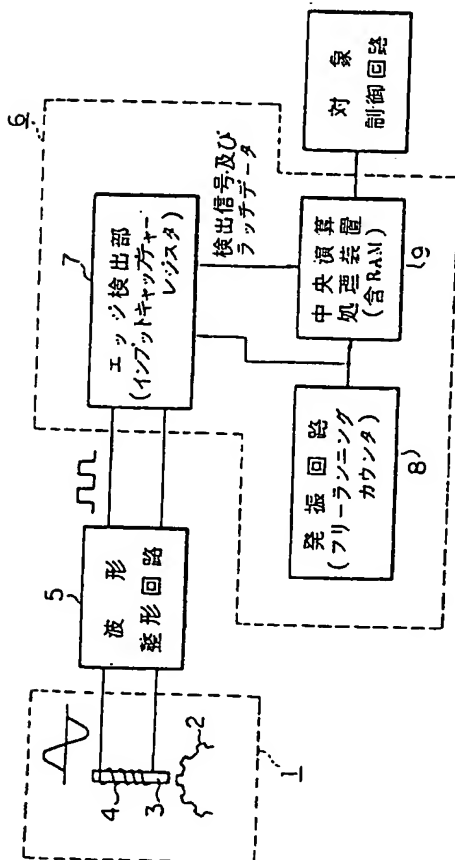 1
2
3
4
5
波形
整形回路
6
7
エッジ検出部
(インプットキャプチャー
レジスタ)
検出信号及び
ラッチデータ
8
発振回路
(フリーランニング
カウンタ)
9
中央演算
処理装置
(含RAM)
対象
制御回路